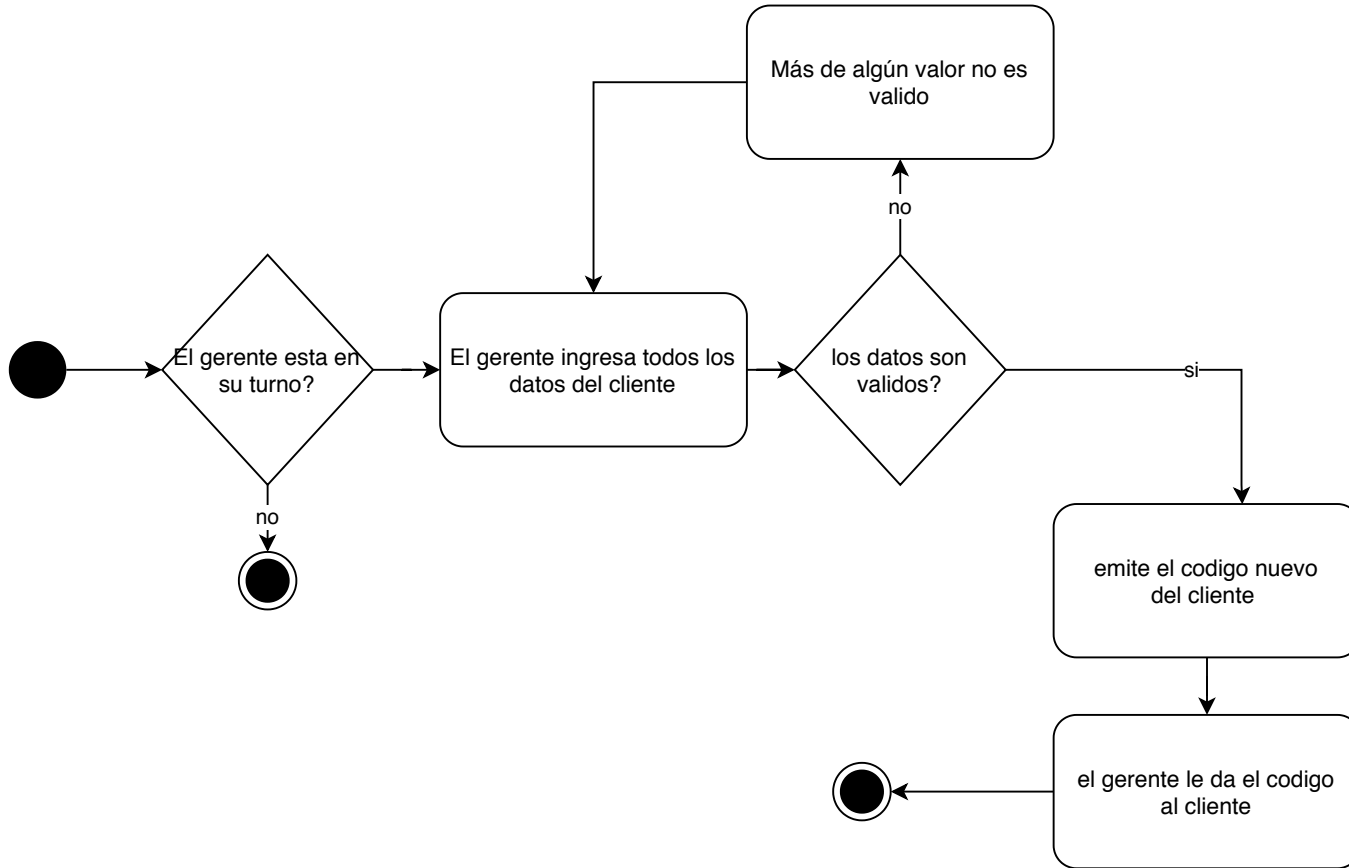 Más de algún valor no es
valido
no
El gerente esta en
su turno?
El gerente ingresa todos los
datos del cliente
los datos son
validos?
si
no
emite el codigo nuevo
del cliente
el gerente le da el codigo
al cliente